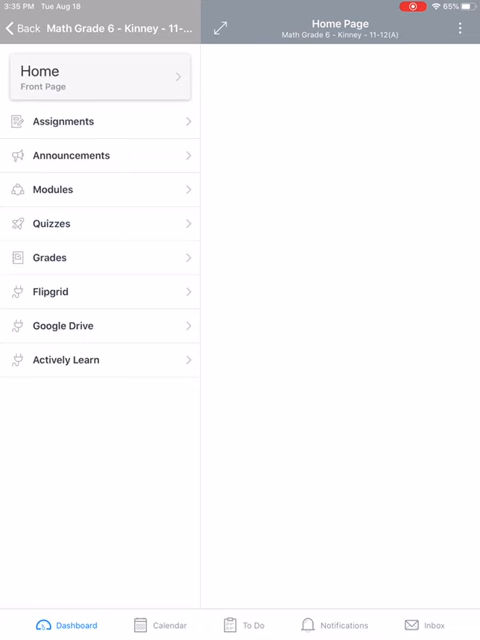 3:35 PM Tue Aug 18
65%
Back
Math Grade 6 - Kinney - 11-...
Home Page
Math Grade 6 - Kinney - 11-12(A)
Home
Front Page
Assignments
Announcements
Modules
Quizzes
Grades
Flipgrid
Google Drive
Actively Learn
Dashboard
Calendar
To Do
Notifications
Inbox